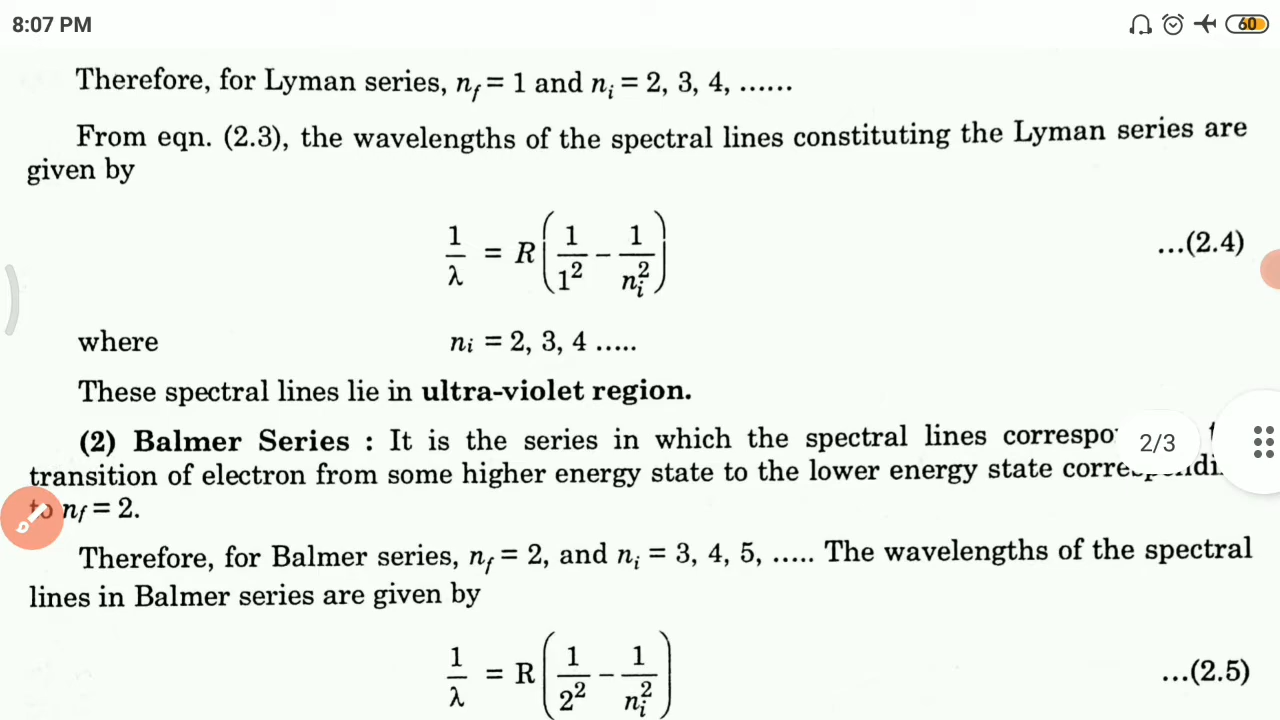 8:07 PM
60
Therefore, for Lyman series, n_f = 1 and n_i = 2, 3, 4, ......
From eqn. (2.3), the wavelengths of the spectral lines constituting the Lyman series are
given by
1/λ = R(1/1² − 1/n_i²) ...(2.4)
where n_i = 2, 3, 4 .....
These spectral lines lie in ultra-violet region.
(2) Balmer Series : It is the series in which the spectral lines
2/3
transition of electron from some higher energy state to the lower energy state
to n_f = 2.
Therefore, for Balmer series, n_f = 2, and n_i = 3, 4, 5, ..... The wavelengths of the spectral
lines in Balmer series are given by
1/λ = R(1/2² − 1/n_i²) ...(2.5)